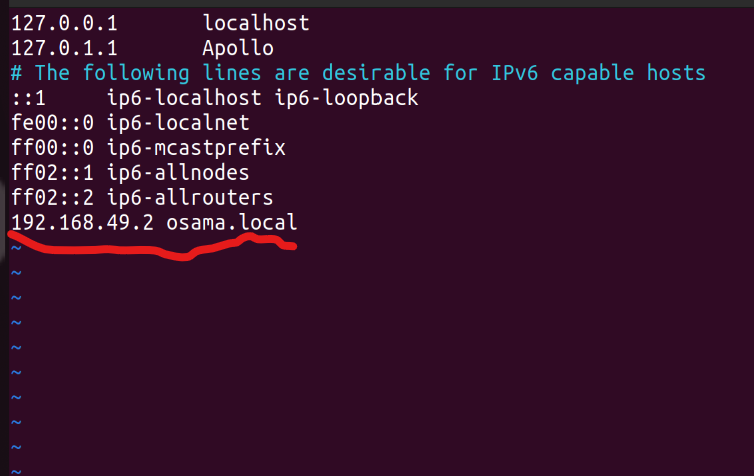 127.0.0.1 localhost
127.0.1.1 Apollo
# The following lines are desirable for IPv6 capable hosts
::1 ip6-localhost ip6-loopback
fe00::0 ip6-localnet
ff00::0 ip6-mcastprefix
ff02::1 ip6-allnodes
ff02::2 ip6-allrouters
192.168.49.2 osama.local
~
~
~
~
~
~
~
~
~
~